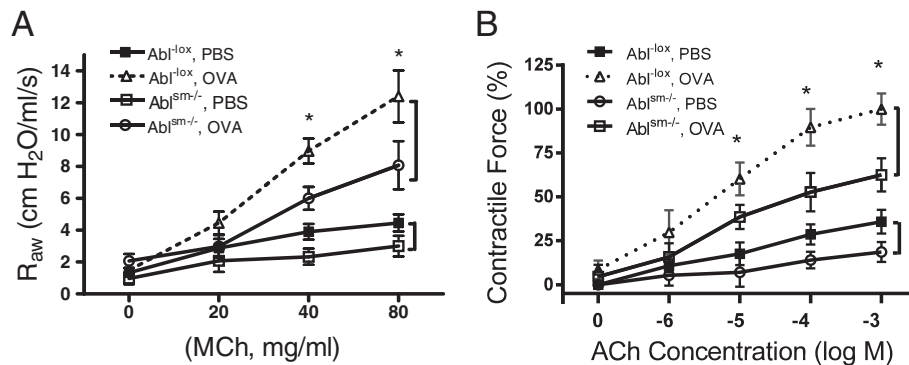 A
Abl-lox, PBS
Abl-lox, OVA
Ablsm-/-, PBS
Ablsm-/-, OVA
14
12
10
8
6
4
2
0
Raw (cm H2O/ml/s)
*
*
0
20
40
80
(MCh, mg/ml)
B
Abl-lox, PBS
Abl-lox, OVA
Ablsm-/-, PBS
Ablsm-/-, OVA
125
100
75
50
25
0
Contractile Force (%)
*
*
*
0
-6
-5
-4
-3
ACh Concentration (log M)